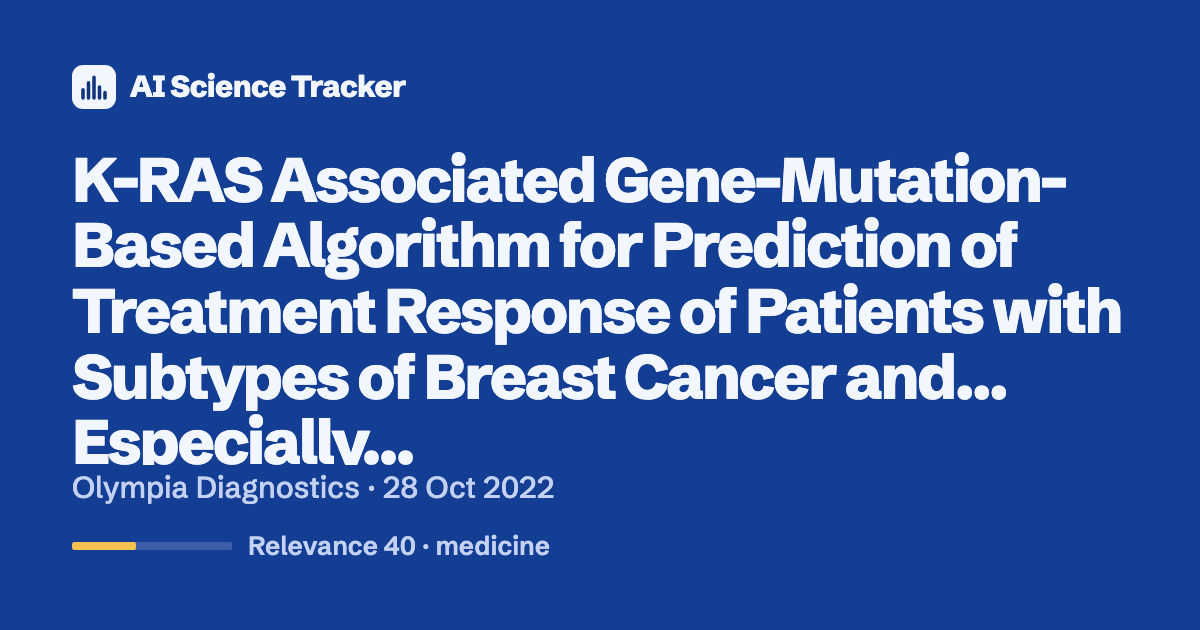 AI Science Tracker
K-RAS Associated Gene-Mutation-
Based Algorithm for Prediction of
Treatment Response of Patients with
Subtypes of Breast Cancer and...
Especially...
Olympia Diagnostics · 28 Oct 2022
Relevance 40 · medicine